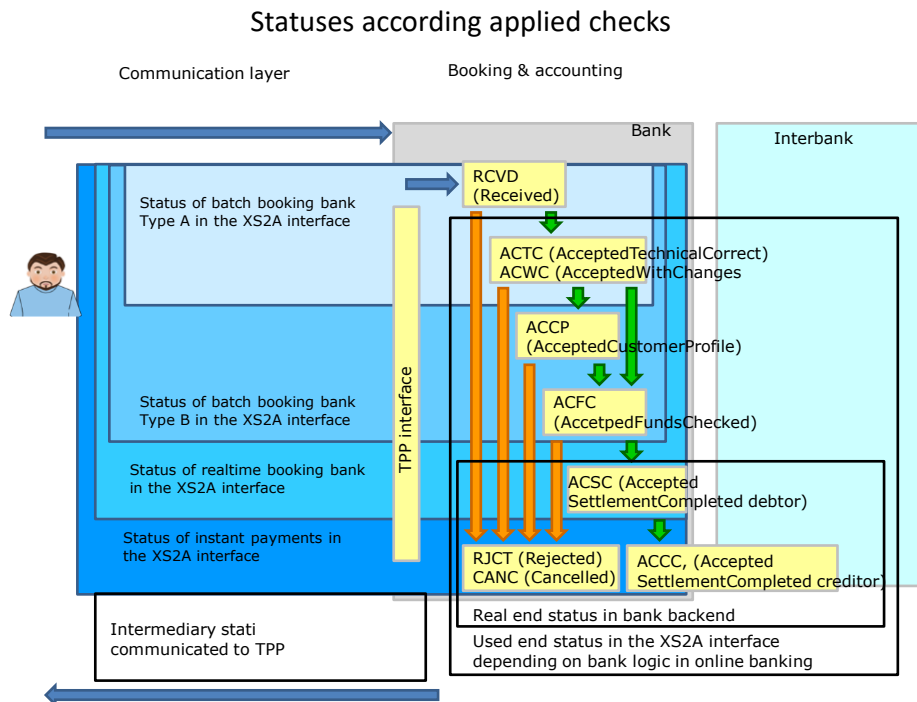 Statuses according applied checks
Communication layer
Booking & accounting
Bank
Interbank
Status of batch booking bank
Type A in the XS2A interface
RCVD
(Received)
ACTC (AcceptedTechnicalCorrect)
ACWC (AcceptedWithChanges
ACCP
(AcceptedCustomerProfile)
Status of batch booking bank
Type B in the XS2A interface
TPP interface
ACFC
(AccetpedFundsChecked)
Status of realtime booking bank
in the XS2A interface
ACSC (Accepted
SettlementCompleted debtor)
Status of instant payments in
the XS2A interface
RJCT (Rejected)
CANC (Cancelled)
ACCC, (Accepted
SettlementCompleted creditor)
Real end status in bank backend
Intermediary stati
communicated to TPP
Used end status in the XS2A interface
depending on bank logic in online banking